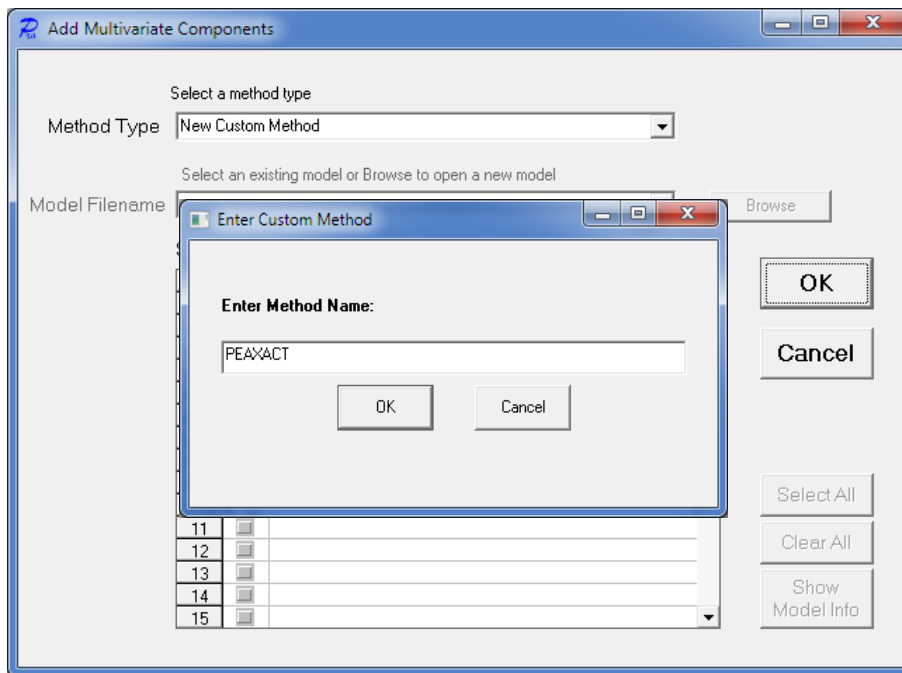 Add Multivariate Components
Select a method type
Method Type New Custom Method
Select an existing model or Browse to open a new model
Model Filename Browse
Enter Custom Method
Enter Method Name:
PEAXACT
OK Cancel
OK
Cancel
Select All
Clear All
Show
Model Info
11
12
13
14
15